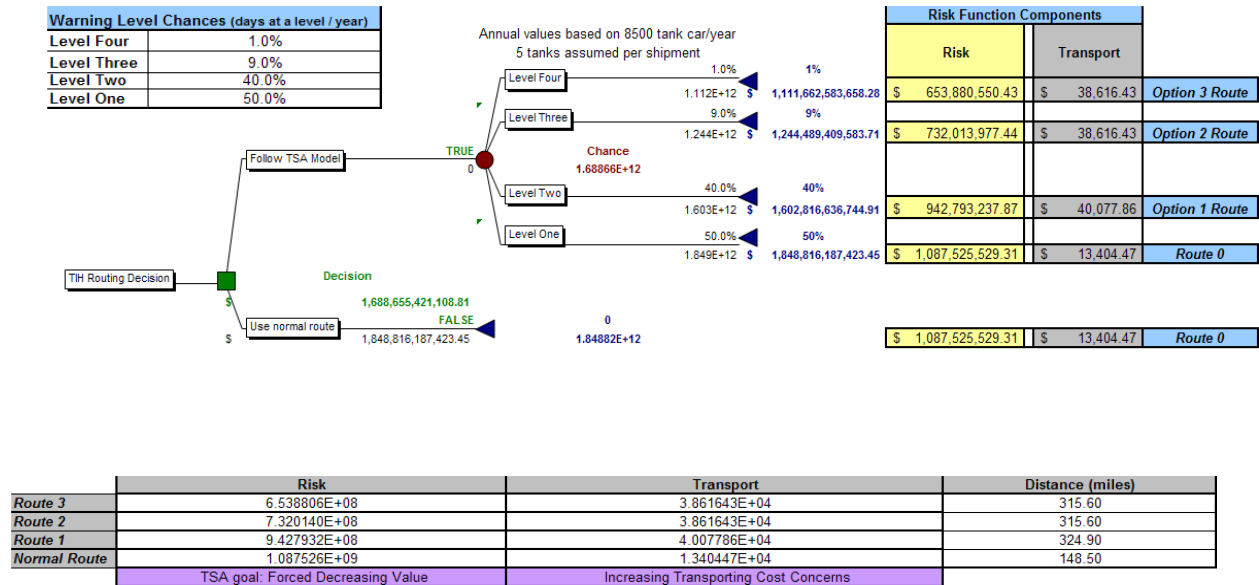 Warning Level Chances (days at a level / year)
Level Four 1.0%
Level Three 9.0%
Level Two 40.0%
Level One 50.0%
Annual values based on 8500 tank car/year
5 tanks assumed per shipment
Risk Function Components
Risk Transport
Level Four 1.0% 1%
1.112E+12 $ 1,111,662,583,658.28 $ 653,880,550.43 $ 38,616.43 Option 3 Route
Level Three 9.0% 9%
1.244E+12 $ 1,244,489,409,583.71 $ 732,013,977.44 $ 38,616.43 Option 2 Route
Follow TSA Model TRUE
0
Chance
1.68866E+12
Level Two 40.0% 40%
1.603E+12 $ 1,602,816,636,744.91 $ 942,793,237.87 $ 40,077.86 Option 1 Route
Level One 50.0% 50%
1.849E+12 $ 1,848,816,187,423.45 $ 1,087,525,529.31 $ 13,404.47 Route 0
TIH Routing Decision
Decision
$ 1,688,655,421,108.81
Use normal route FALSE 0
$ 1,848,816,187,423.45 1.84882E+12 $ 1,087,525,529.31 $ 13,404.47 Route 0
Risk Transport Distance (miles)
Route 3 6.538806E+08 3.861643E+04 315.60
Route 2 7.320140E+08 3.861643E+04 315.60
Route 1 9.427932E+08 4.007786E+04 324.90
Normal Route 1.087526E+09 1.340447E+04 148.50
TSA goal: Forced Decreasing Value Increasing Transporting Cost Concerns